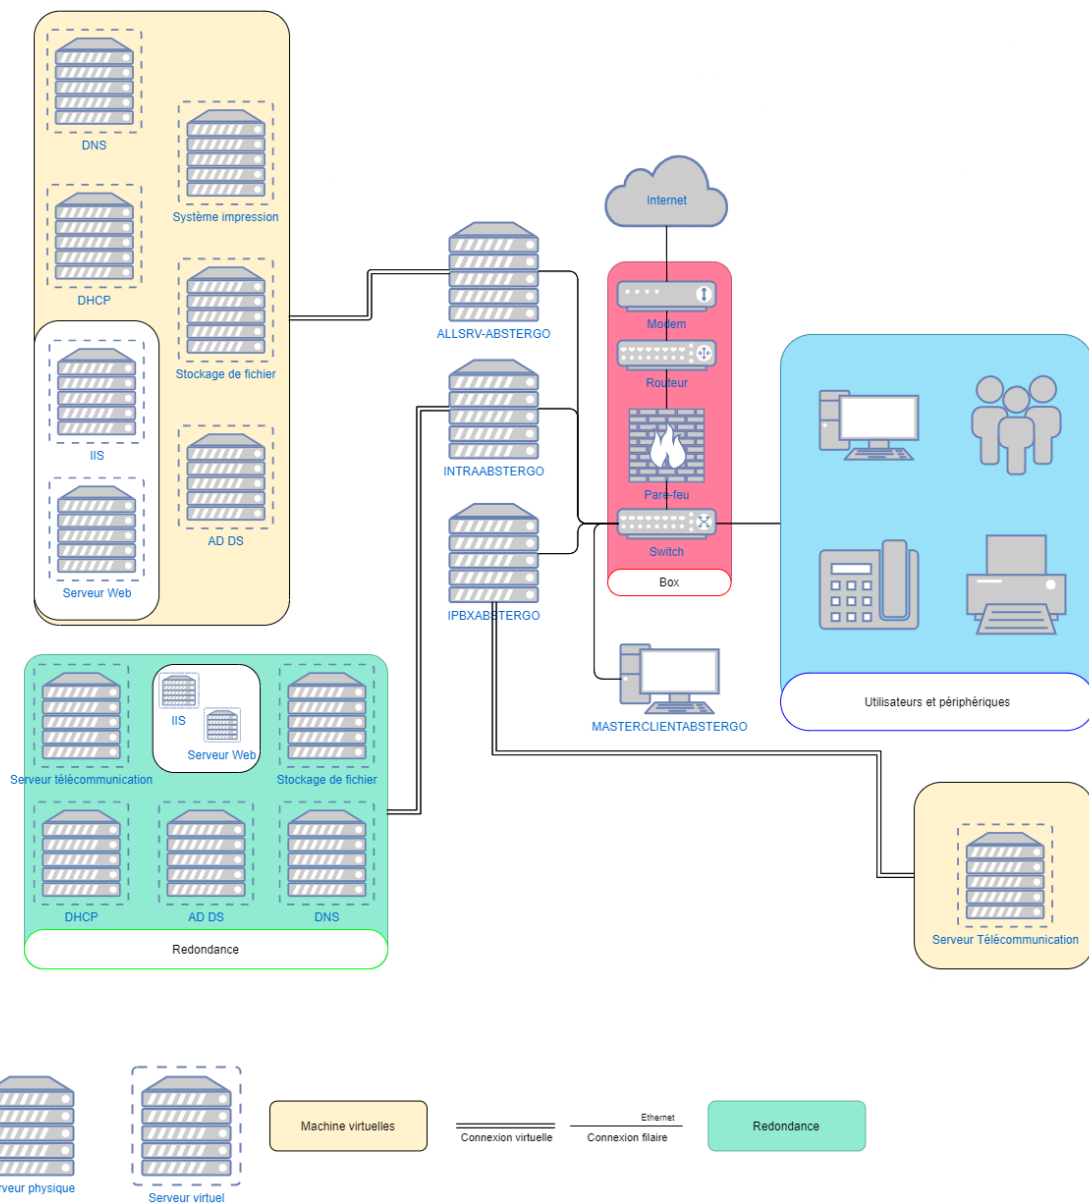 DNS
Système impression
DHCP
Stockage de fichier
IIS
AD DS
Serveur Web
ALLSRV-ABSTERGO
INTRAABSTERGO
IPBXABSTERGO
Internet
Modem
Routeur
Pare-feu
Switch
Box
MASTERCLIENTABSTERGO
Utilisateurs et périphériques
Serveur télécommunication
IIS
Serveur Web
Stockage de fichier
DHCP
AD DS
DNS
Redondance
Serveur Télécommunication
rveur physique
Serveur virtuel
Machine virtuelles
Connexion virtuelle
Ethernet
Connexion filaire
Redondance